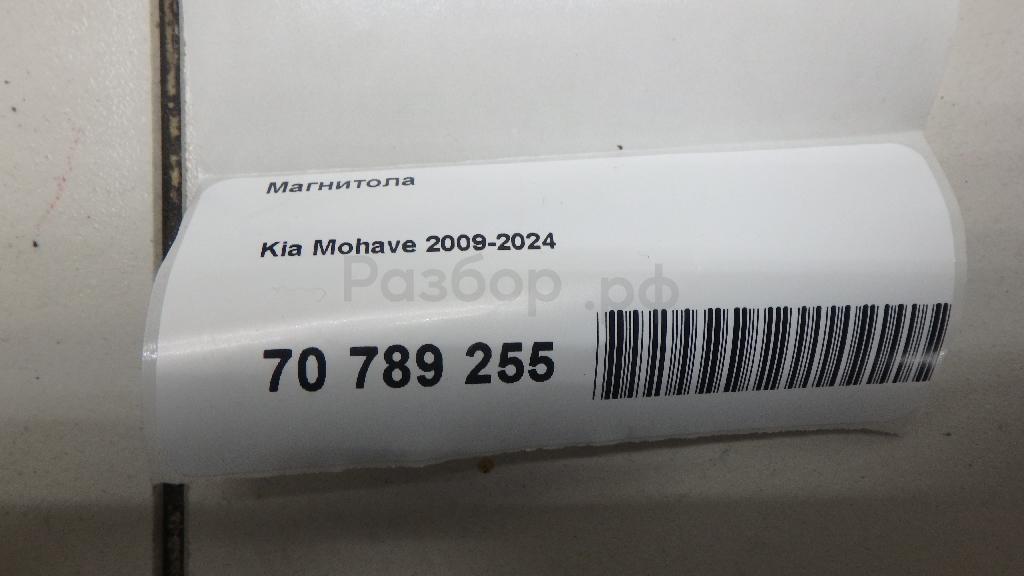 Магнитола
Kia Mohave 2009-2024
Разбор.рф
70 789 255